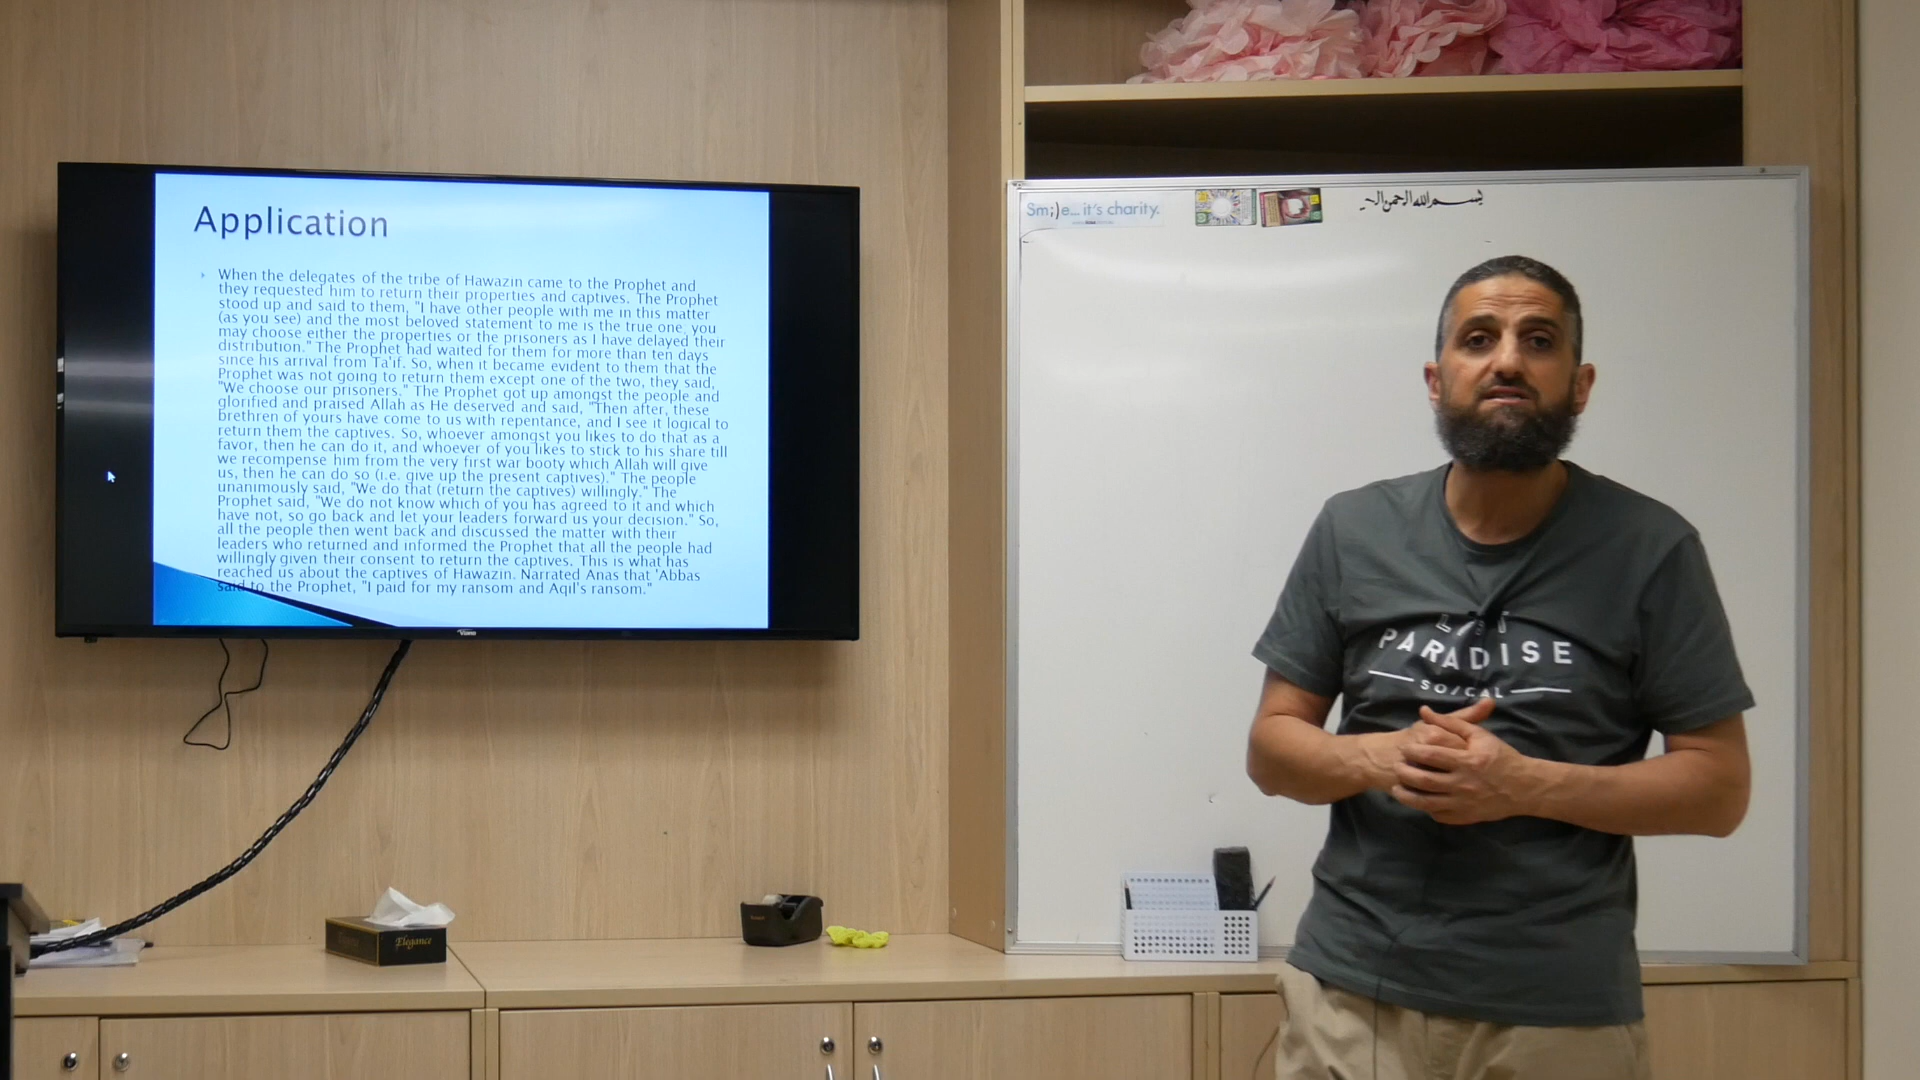 Application
When the delegates of the tribe of Hawazin came to the Prophet and
they requested him to return their properties and captives. The Prophet
stood up and said to them, "I have other people with me in this matter
(as you see) and the most beloved statement to me is the true one, you
may choose either the properties or the prisoners as I have delayed their
distribution." The Prophet had waited for them for more than ten days
since his arrival from Ta'if. So, when it became evident to them that the
Prophet was not going to return them except one of the two, they said,
"We choose our prisoners." The Prophet got up amongst the people and
glorified and praised Allah as He deserved and said, "Then after, these
brethren of yours have come to us with repentance, and I see it logical to
return them the captives. So, whoever amongst you likes to do that as a
favor, then he can do it, and whoever of you likes to stick to his share till
we recompense him from the very first war booty which Allah will give
us, then he can do so (i.e. give up the present captives)." The people
unanimously said, "We do that (return the captives) willingly." The
Prophet said, "We do not know which of you has agreed to it and which
have not, so go back and let your leaders forward us your decision." So,
all the people then went back and discussed the matter with their
leaders who returned and informed the Prophet that all the people had
willingly given their consent to return the captives. This is what has
reached us about the captives of Hawazin. Narrated Anas that 'Abbas
said to the Prophet, "I paid for my ransom and Aqil's ransom."
Sm;)e... it's charity.
بسم الله الرحمن الر
PARADISE
SO/CAL
Elegance